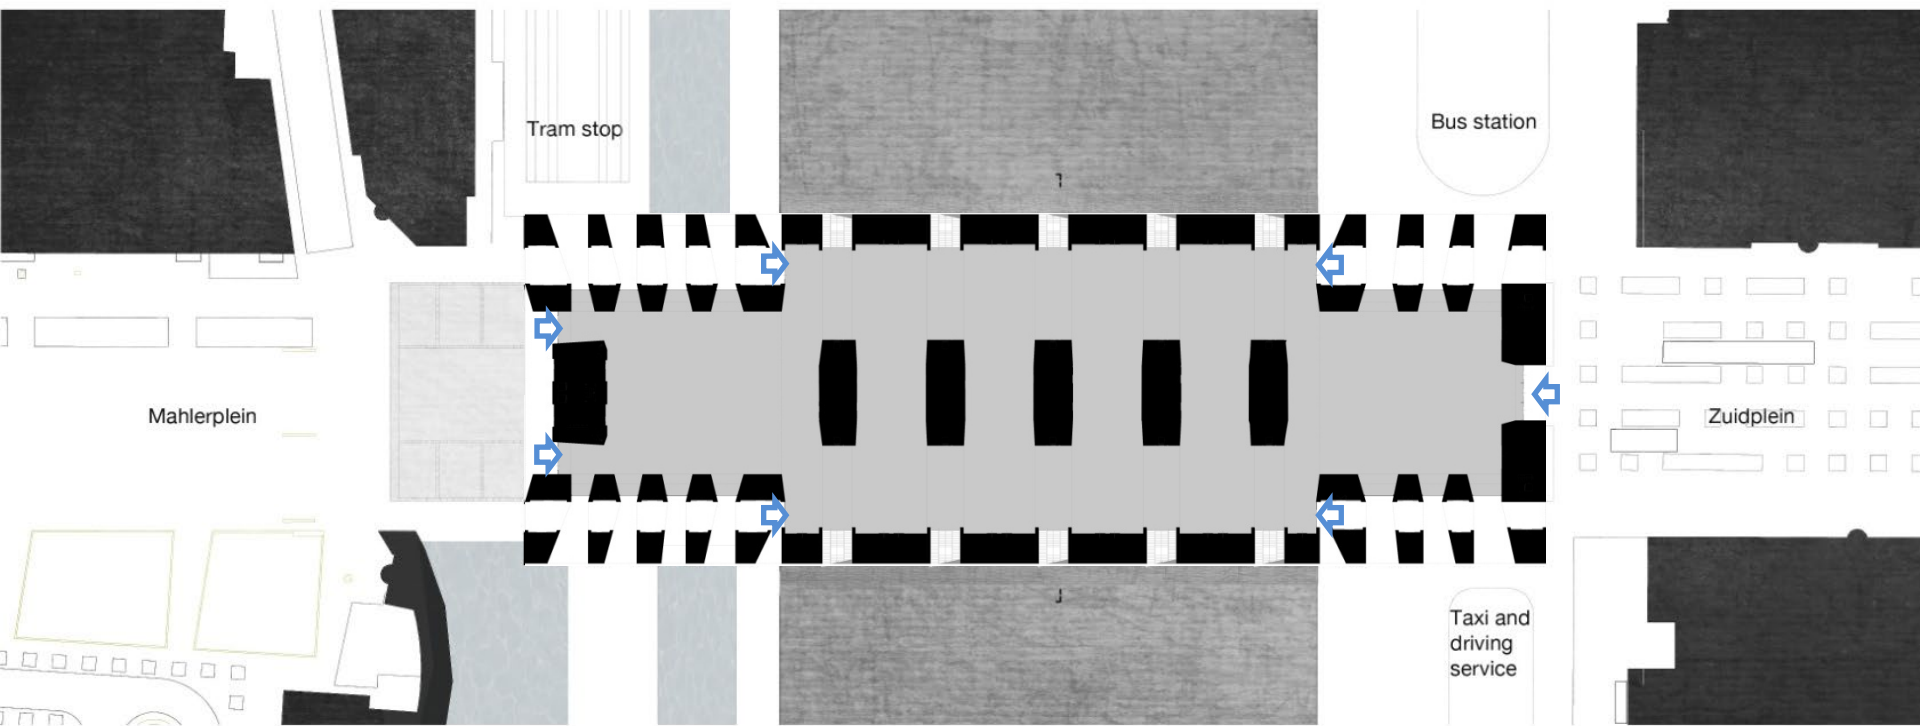 Tram stop
Bus station
Mahlerplein
Zuidplein
Taxi and
driving
service